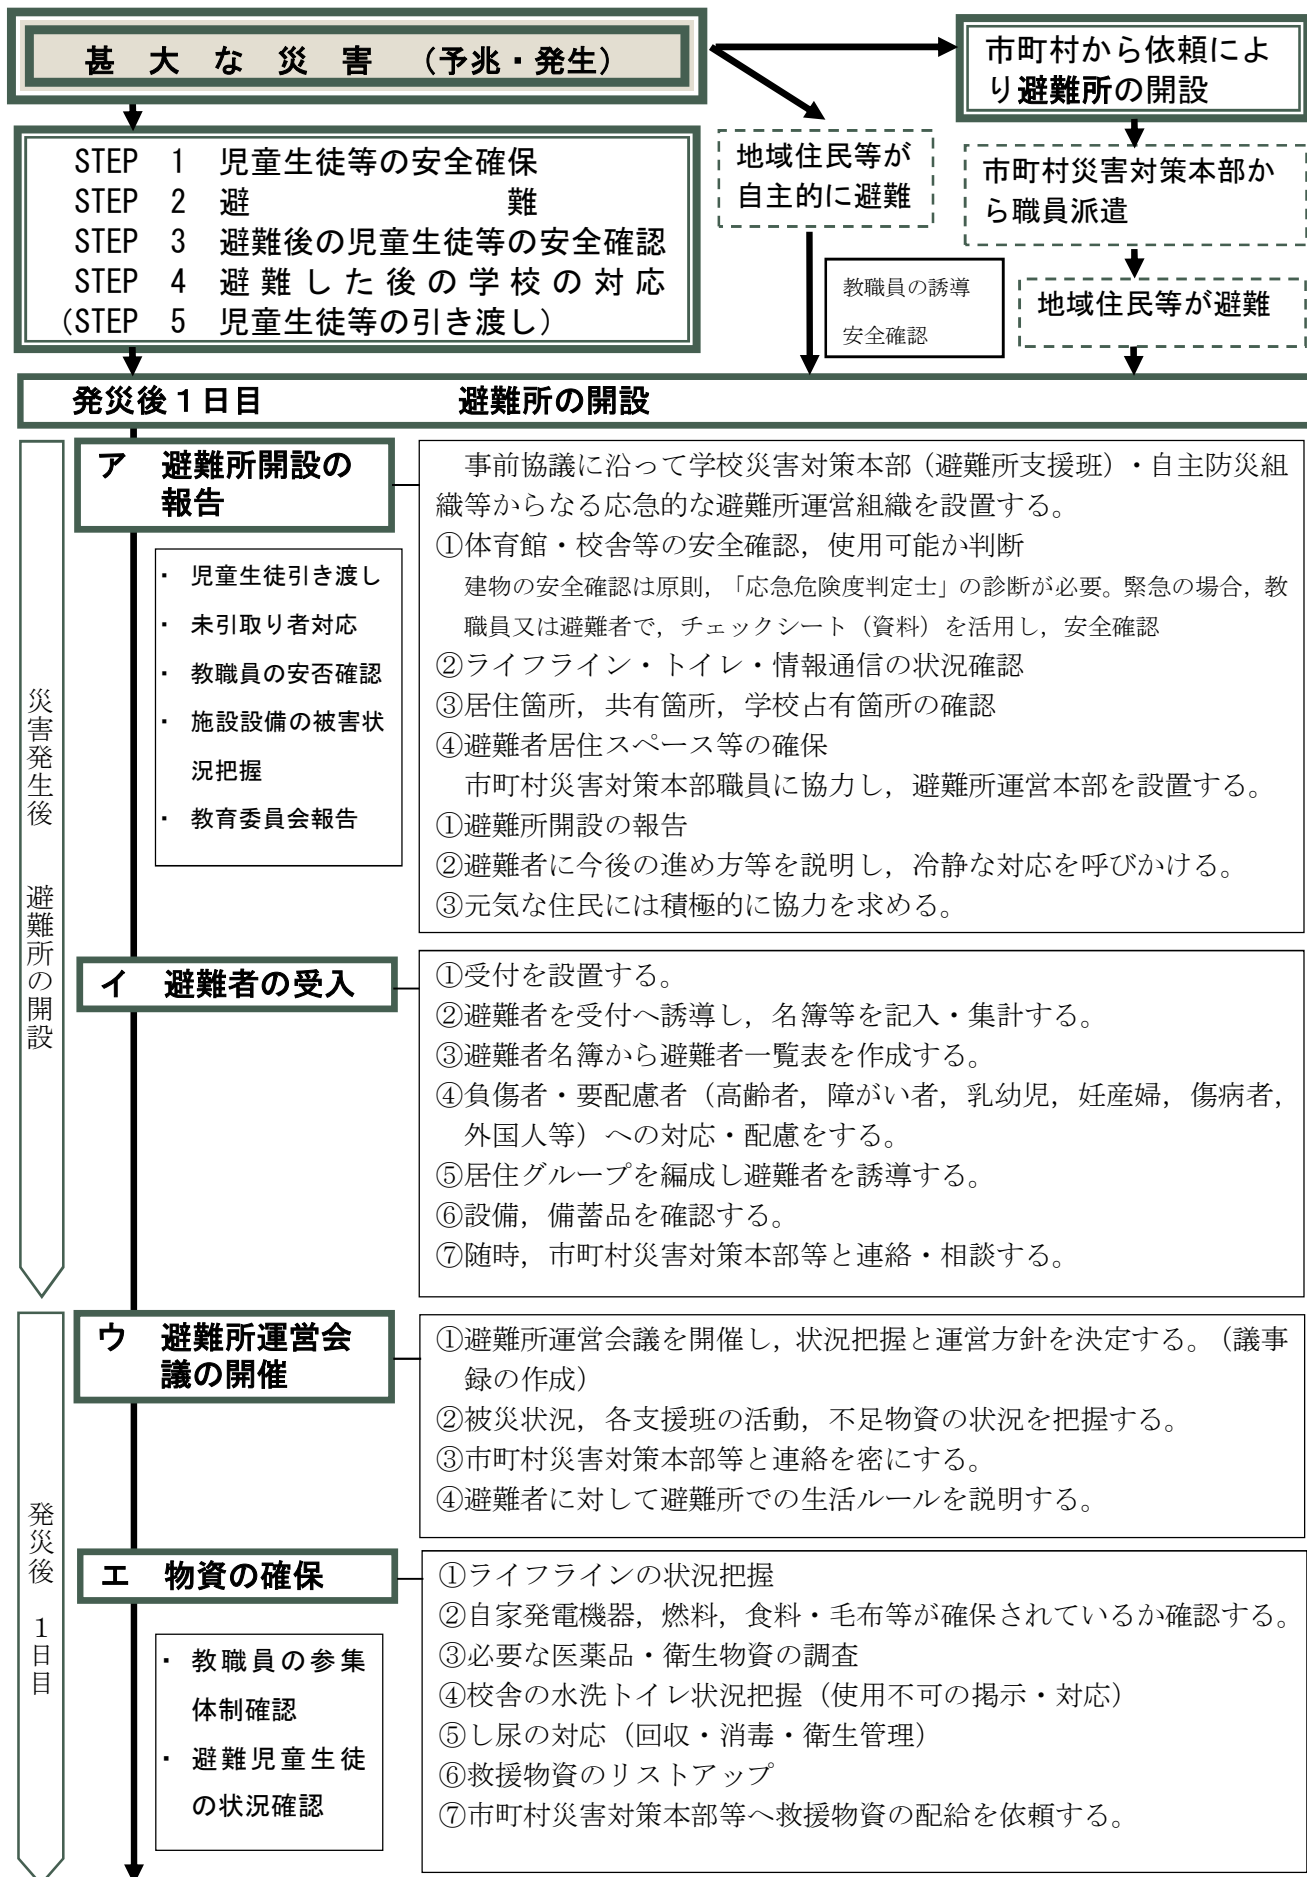 甚 大 な 災 害 （予兆・発生）
市町村から依頼によ
り避難所の開設
STEP 1 児童生徒等の安全確保
STEP 2 避 難
STEP 3 避難後の児童生徒等の安全確認
STEP 4 避難した後の学校の対応
(STEP 5 児童生徒等の引き渡し）
地域住民等が
自主的に避難
市町村災害対策本部か
ら職員派遣
教職員の誘導
安全確認
地域住民等が避難
発災後１日目 避難所の開設
災害発生後 避難所の開設
ア 避難所開設の
報告
・ 児童生徒引き渡し
・ 未引取り者対応
・ 教職員の安否確認
・ 施設設備の被害状
況把握
・ 教育委員会報告
事前協議に沿って学校災害対策本部（避難所支援班）・自主防災組
織等からなる応急的な避難所運営組織を設置する。
①体育館・校舎等の安全確認，使用可能か判断
建物の安全確認は原則，「応急危険度判定士」の診断が必要。緊急の場合，教
職員又は避難者で，チェックシート（資料）を活用し，安全確認
②ライフライン・トイレ・情報通信の状況確認
③居住箇所，共有箇所，学校占有箇所の確認
④避難者居住スペース等の確保
市町村災害対策本部職員に協力し，避難所運営本部を設置する。
①避難所開設の報告
②避難者に今後の進め方等を説明し，冷静な対応を呼びかける。
③元気な住民には積極的に協力を求める。
イ 避難者の受入
①受付を設置する。
②避難者を受付へ誘導し，名簿等を記入・集計する。
③避難者名簿から避難者一覧表を作成する。
④負傷者・要配慮者（高齢者，障がい者，乳幼児，妊産婦，傷病者，
外国人等）への対応・配慮をする。
⑤居住グループを編成し避難者を誘導する。
⑥設備，備蓄品を確認する。
⑦随時，市町村災害対策本部等と連絡・相談する。
発災後 １日目
ウ 避難所運営会
議の開催
①避難所運営会議を開催し，状況把握と運営方針を決定する。（議事
録の作成）
②被災状況，各支援班の活動，不足物資の状況を把握する。
③市町村災害対策本部等と連絡を密にする。
④避難者に対して避難所での生活ルールを説明する。
エ 物資の確保
・ 教職員の参集
体制確認
・ 避難児童生徒
の状況確認
①ライフラインの状況把握
②自家発電機器，燃料，食料・毛布等が確保されているか確認する。
③必要な医薬品・衛生物資の調査
④校舎の水洗トイレ状況把握（使用不可の掲示・対応）
⑤し尿の対応（回収・消毒・衛生管理）
⑥救援物資のリストアップ
⑦市町村災害対策本部等へ救援物資の配給を依頼する。